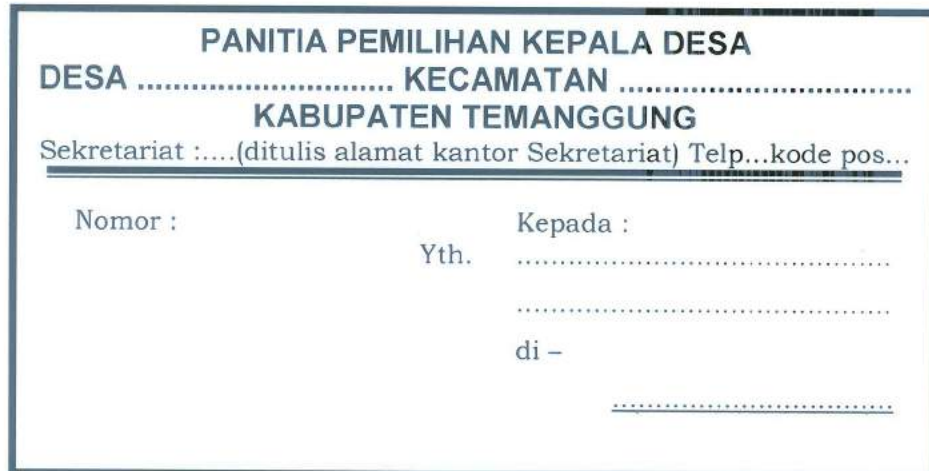 PANITIA PEMILIHAN KEPALA DESA
DESA ............................ KECAMATAN ................................
KABUPATEN TEMANGGUNG
Sekretariat :....(ditulis alamat kantor Sekretariat) Telp...kode pos...
Nomor :
Kepada :
Yth. ............................................
............................................
di –
.................................